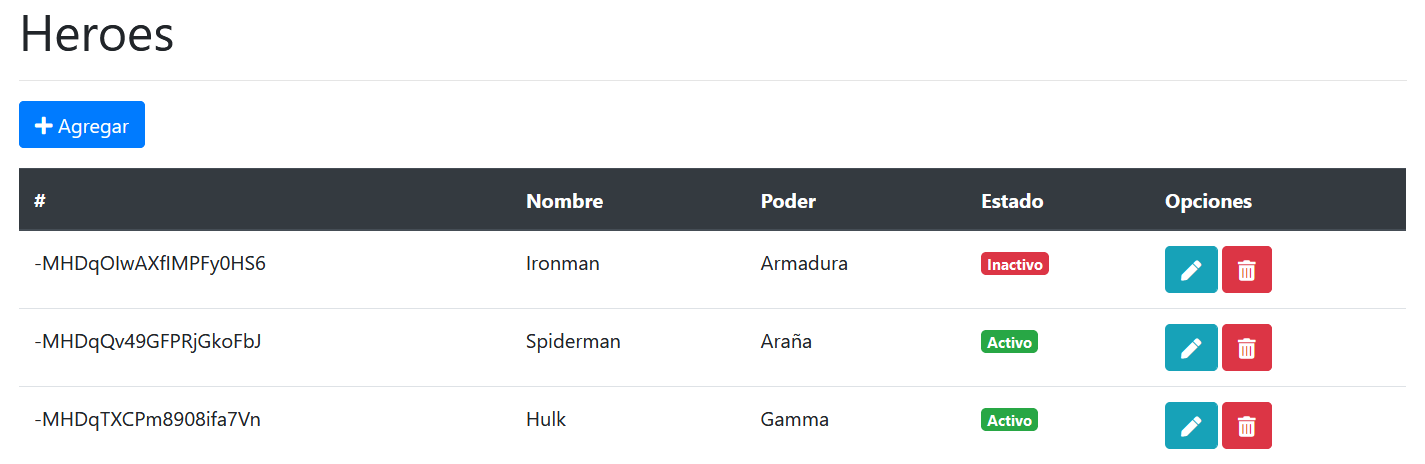 Heroes
Agregar
# Nombre Poder Estado Opciones
-MHDqOIwAXfIMPFy0HS6 Ironman Armadura Inactivo
-MHDqQv49GFPRjGkoFbJ Spiderman Araña Activo
-MHDqTXCPm8908ifa7Vn Hulk Gamma Activo